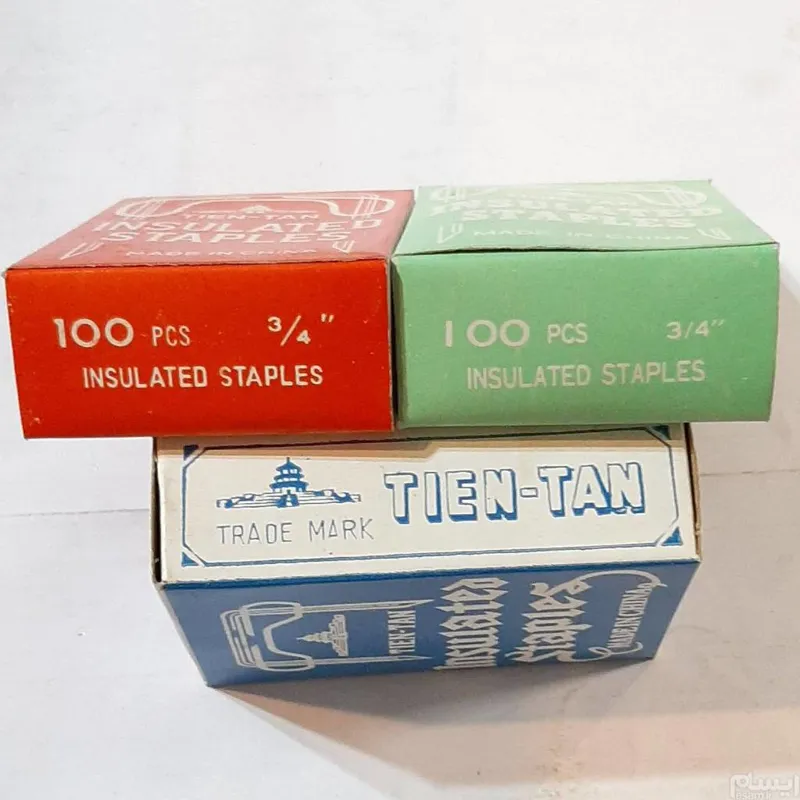 TIEN-TAN
INSULATED
STAPLES
MADE IN CHINA
100 PCS 3/4"
INSULATED STAPLES
INSULATED
STAPLES
MADE IN CHINA
100 PCS 3/4"
INSULATED STAPLES
TRADE MARK
TIEN-TAN
TIEN-TAN
Insulated
Staples
MADE IN CHINA
ایسام